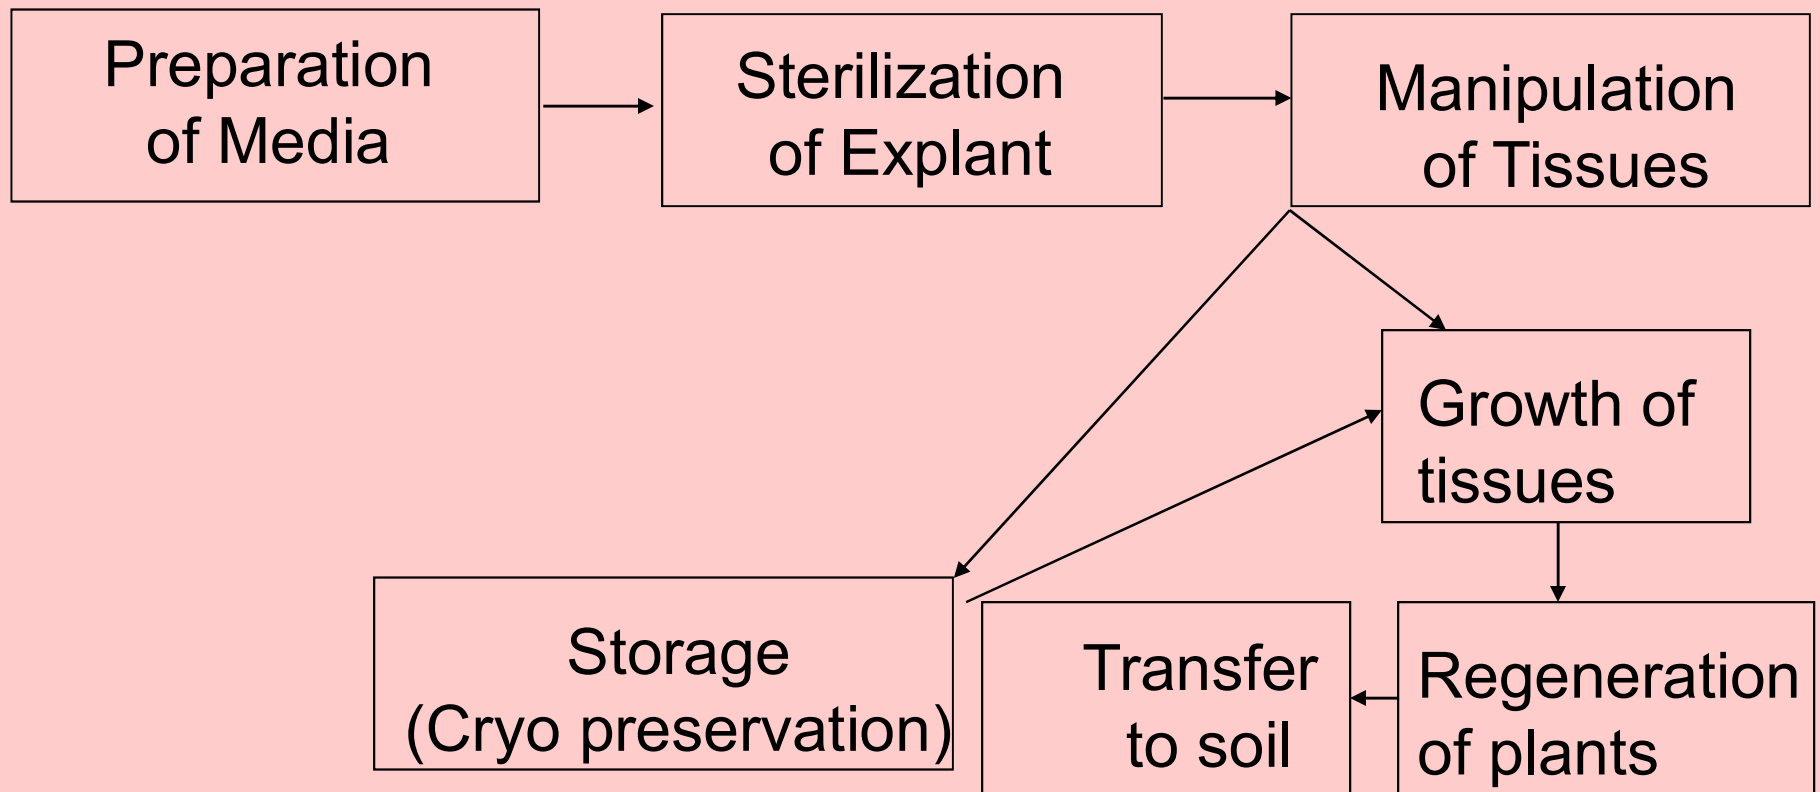 Preparation
of Media
Sterilization
of Explant
Manipulation
of Tissues
Growth of
tissues
Storage
(Cryo preservation)
Transfer
to soil
Regeneration
of plants